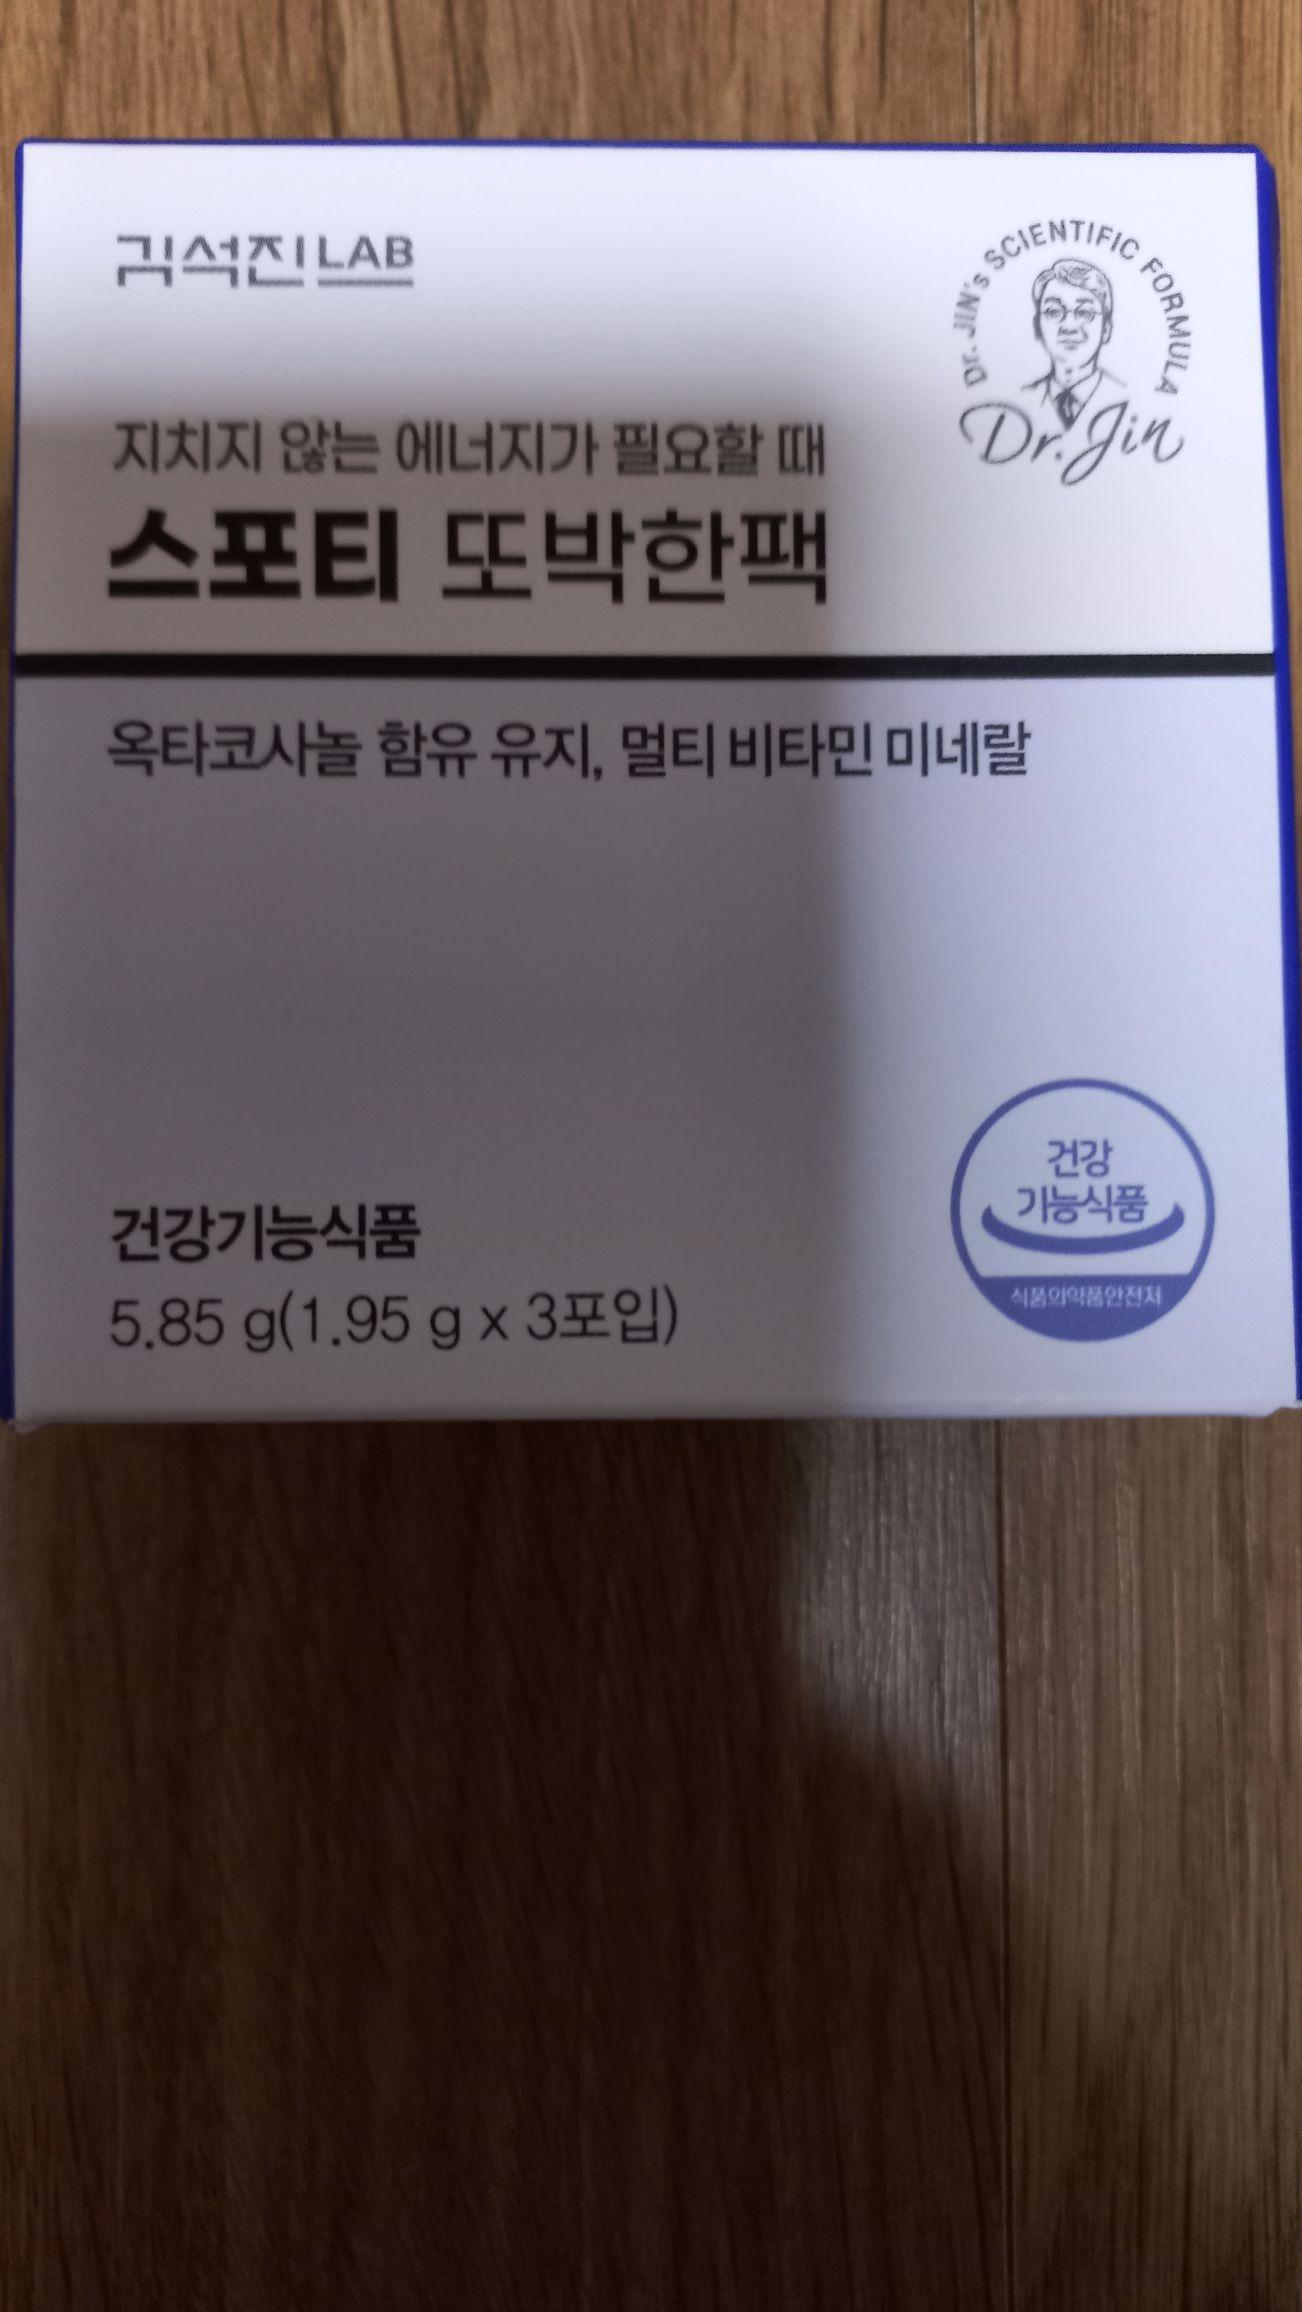 김석진LAB
Dr. JIN's SCIENTIFIC FORMULA
Dr. Jin
지치지 않는 에너지가 필요할 때
스포티 또박한팩
옥타코사놀 함유 유지, 멀티 비타민 미네랄
건강
기능식품
식품의약품안전처
건강기능식품
5.85 g(1.95 g x 3포입)